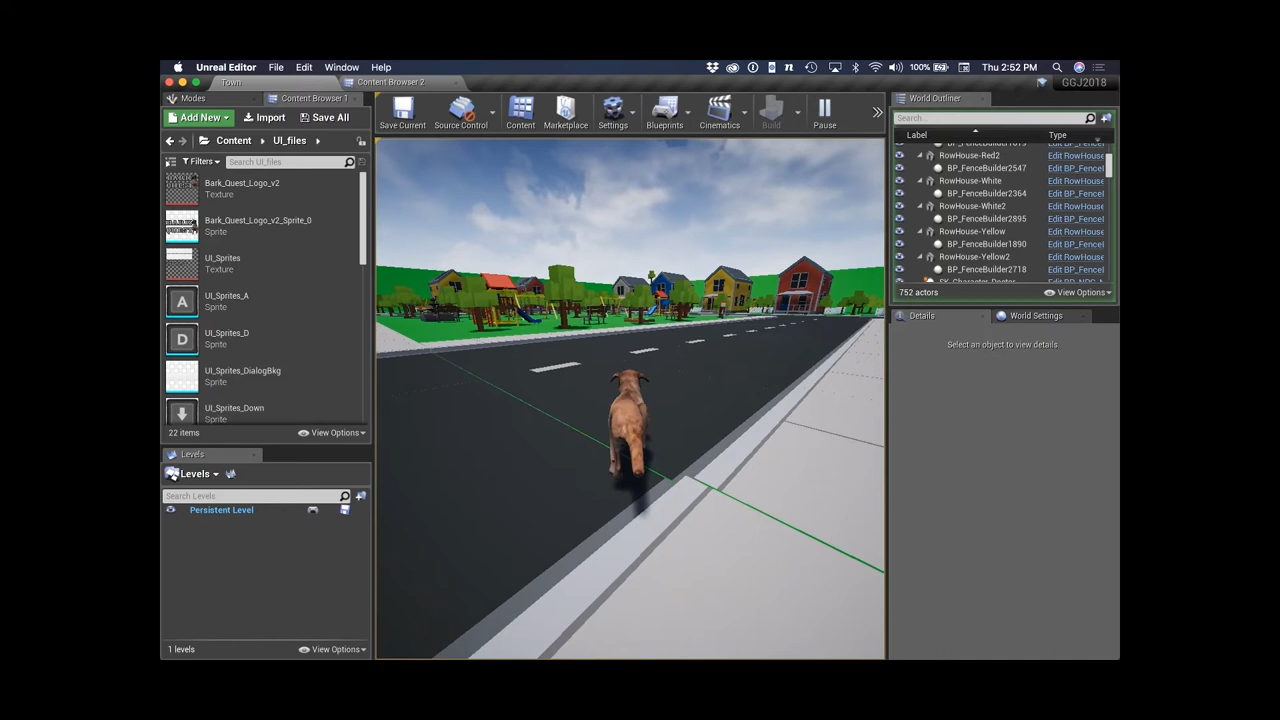 Unreal Editor File Edit Window Help 100% Thu 2:52 PM
Town Content Browser 2 GGJ2018
Modes Content Browser 1
Add New Import Save All
Content UI_files
Filters Search UI_files
Bark_Quest_Logo_v2
Texture
Bark_Quest_Logo_v2_Sprite_0
Sprite
UI_Sprites
Texture
A
UI_Sprites_A
Sprite
D
UI_Sprites_D
Sprite
UI_Sprites_DialogBkg
Sprite
UI_Sprites_Down
Sprite
22 items View Options
Levels
Levels
Search Levels
Persistent Level
1 levels View Options
Save Current Source Control Content Marketplace Settings Blueprints Cinematics Build Pause
World Outliner
Search...
Label Type
RowHouse-Red2 Edit RowHouse
BP_FenceBuilder2547 Edit BP_FenceI
RowHouse-White Edit RowHouse
BP_FenceBuilder2364 Edit BP_FenceI
RowHouse-White2 Edit RowHouse
BP_FenceBuilder2895 Edit BP_FenceI
RowHouse-Yellow Edit RowHouse
BP_FenceBuilder1890 Edit BP_FenceI
RowHouse-Yellow2 Edit RowHouse
BP_FenceBuilder2718 Edit BP_FenceI
752 actors View Options
Details World Settings
Select an object to view details.